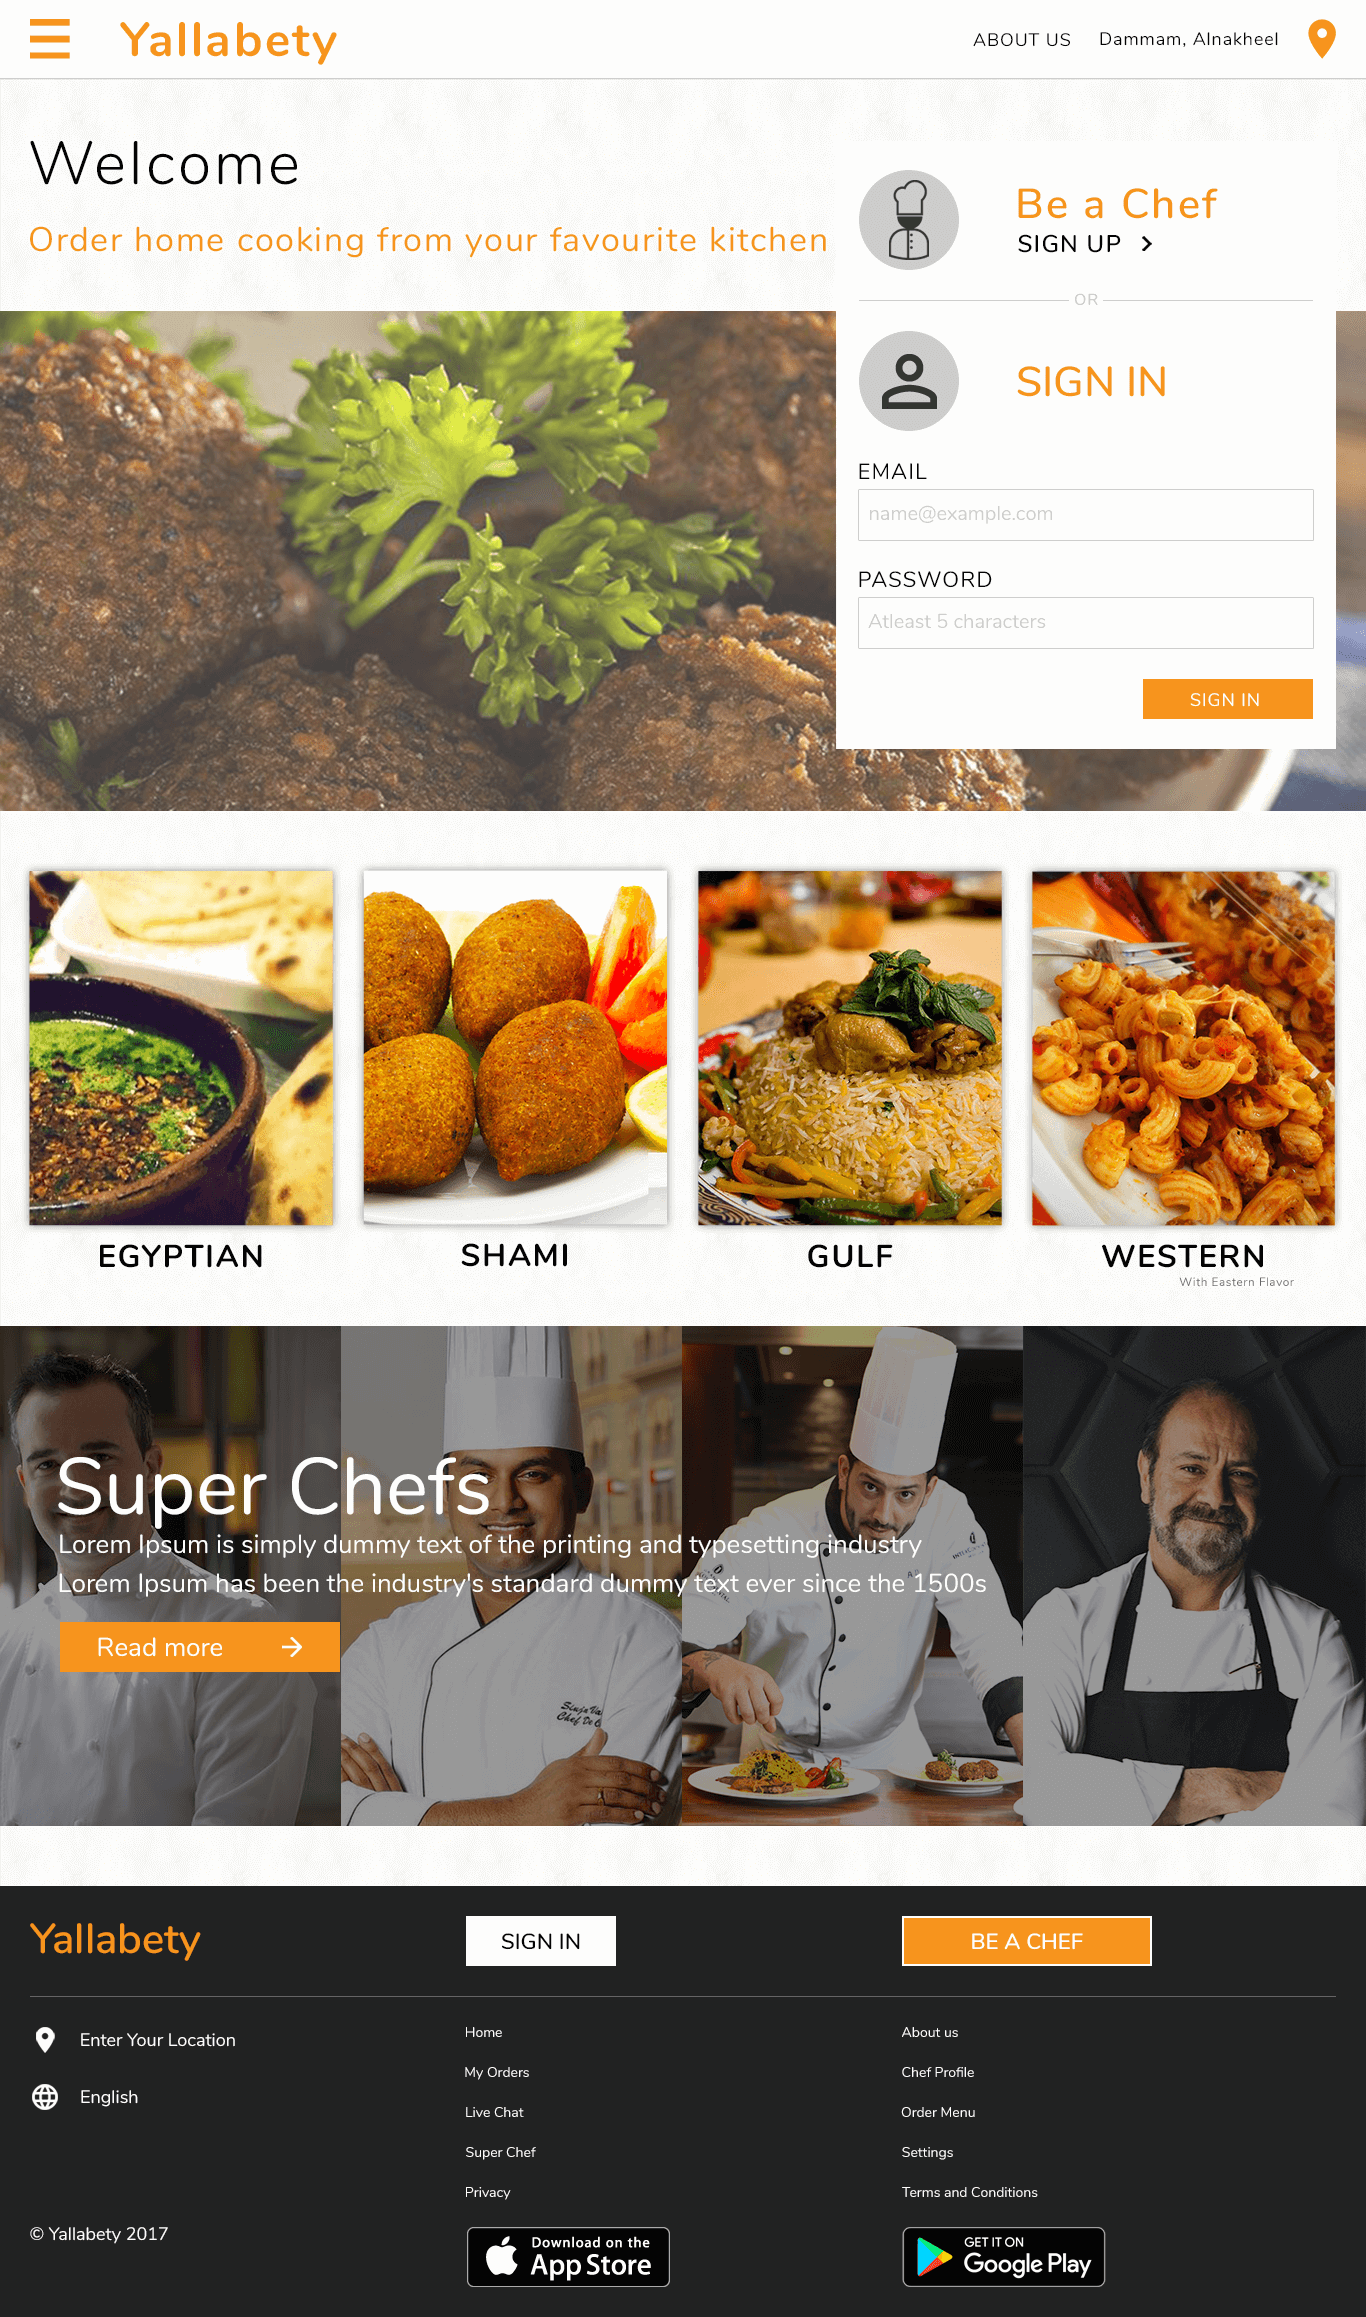 Yallabety
ABOUT US
Dammam, Alnakheel
Welcome
Order home cooking from your favourite kitchen
Be a Chef
SIGN UP
OR
SIGN IN
EMAIL
name@example.com
PASSWORD
Atleast 5 characters
SIGN IN
EGYPTIAN
SHAMI
GULF
WESTERN
With Eastern Flavor
Super Chefs
Lorem Ipsum is simply dummy text of the printing and typesetting industry
Lorem Ipsum has been the industry's standard dummy text ever since the 1500s
Read more
Yallabety
SIGN IN
BE A CHEF
Enter Your Location
English
Home
My Orders
Live Chat
Super Chef
Privacy
About us
Chef Profile
Order Menu
Settings
Terms and Conditions
© Yallabety 2017
Download on the
App Store
GET IT ON
Google Play